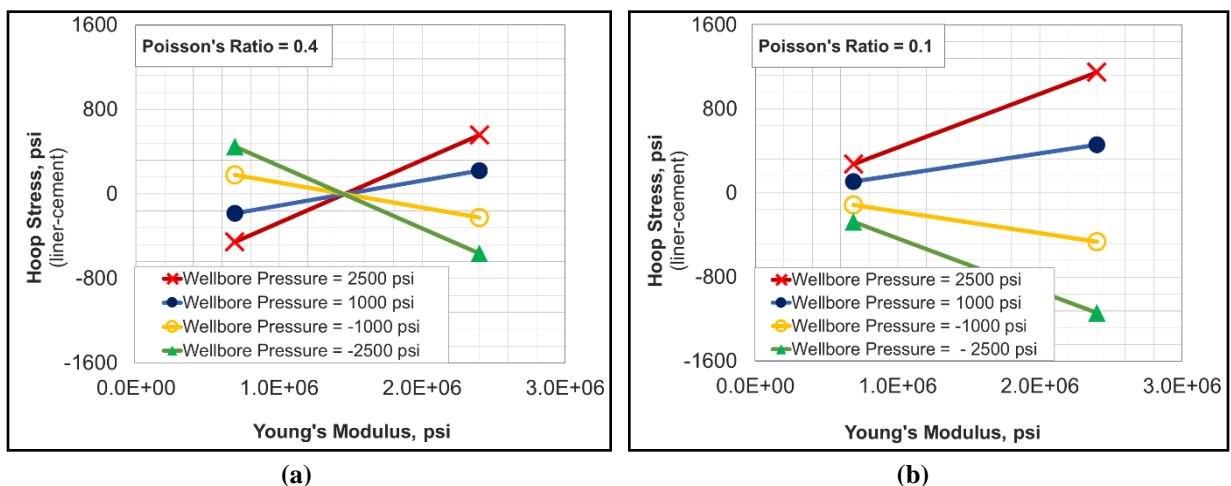 Poisson's Ratio = 0.4
1600
800
0
-800
-1600
Hoop Stress, psi
(liner-cement)
Wellbore Pressure = 2500 psi
Wellbore Pressure = 1000 psi
Wellbore Pressure = -1000 psi
Wellbore Pressure = -2500 psi
0.0E+00 1.0E+06 2.0E+06 3.0E+06
Young's Modulus, psi
(a)
Poisson's Ratio = 0.1
1600
800
0
-800
-1600
Hoop Stress, psi
(liner-cement)
Wellbore Pressure = 2500 psi
Wellbore Pressure = 1000 psi
Wellbore Pressure = -1000 psi
Wellbore Pressure = - 2500 psi
0.0E+00 1.0E+06 2.0E+06 3.0E+06
Young's Modulus, psi
(b)